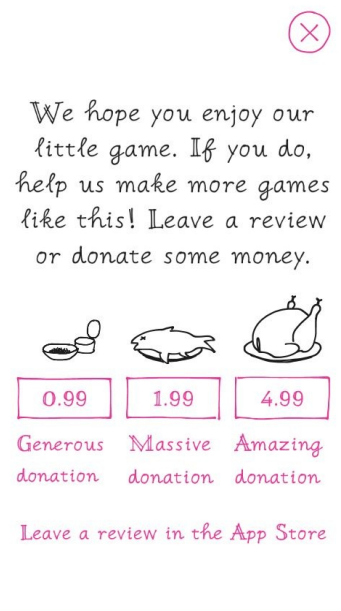 We hope you enjoy our
little game. If you do,
help us make more games
like this! Leave a review
or donate some money.
0.99 1.99 4.99
Generous Massive Amazing
donation donation donation
Leave a review in the App Store